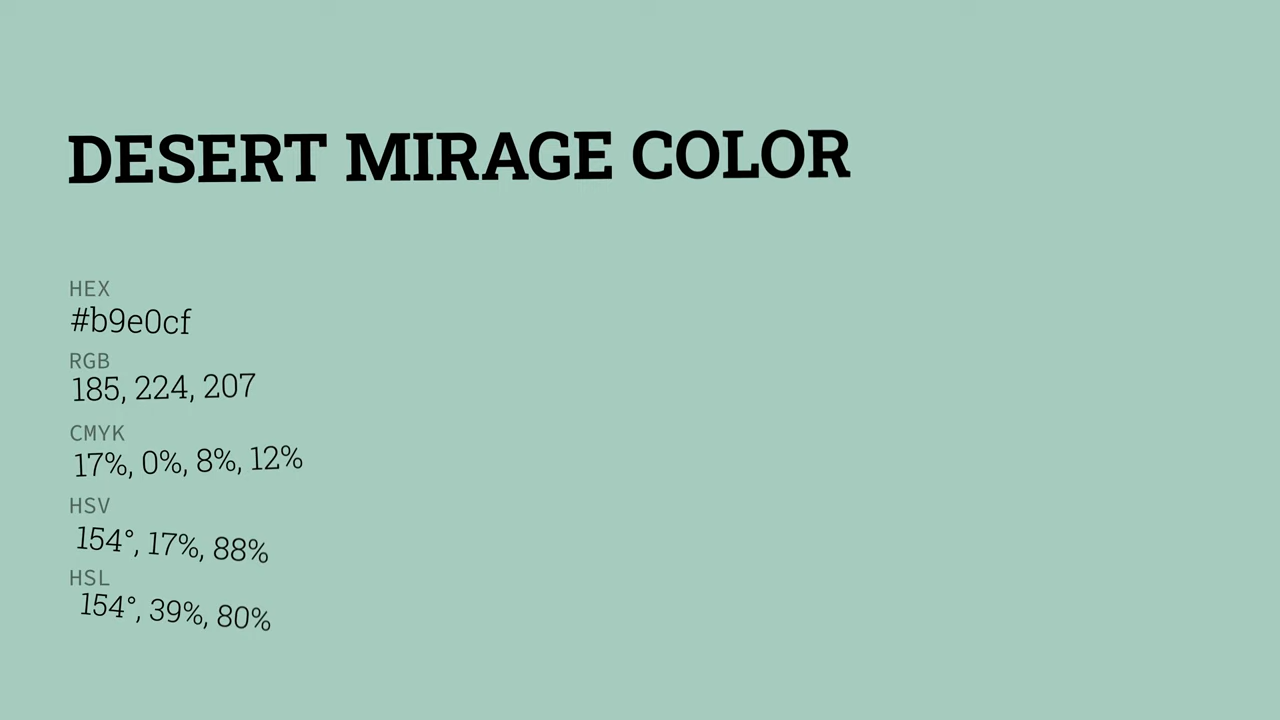 DESERT MIRAGE COLOR
HEX
#b9e0cf
RGB
185, 224, 207
CMYK
17%, 0%, 8%, 12%
HSV
154°, 17%, 88%
HSL
154°, 39%, 80%